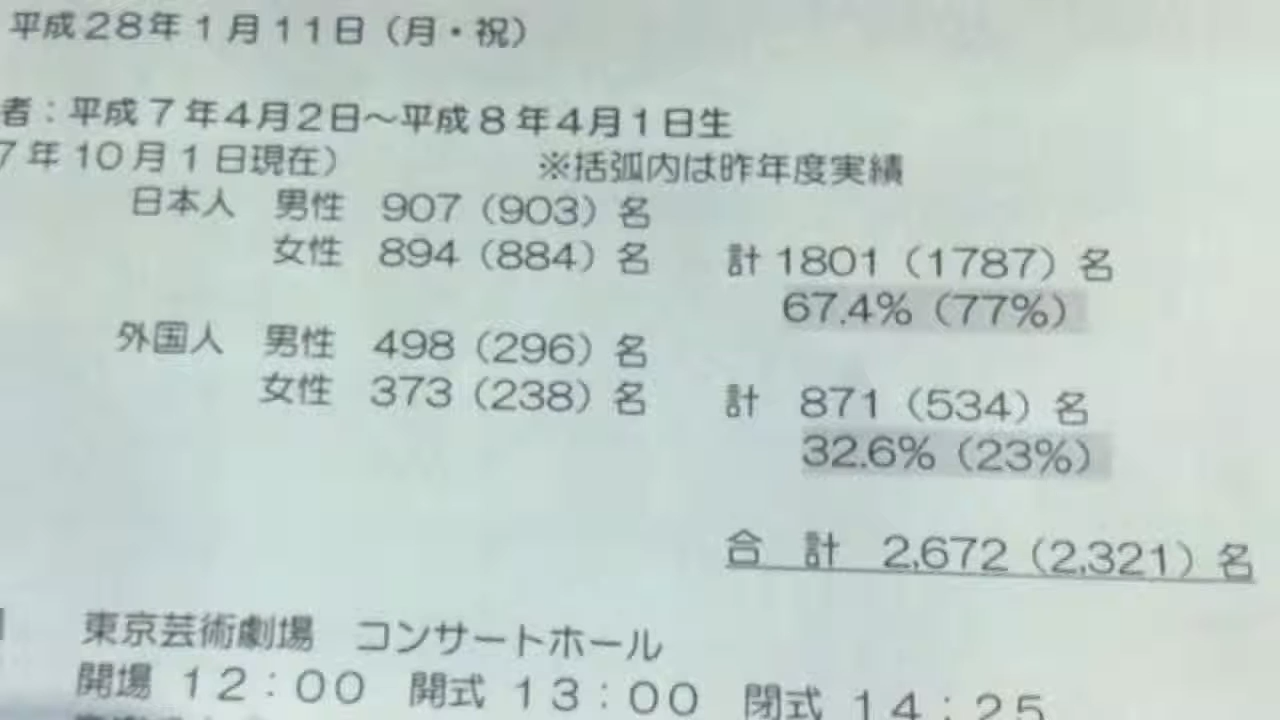 平成28年1月11日（月・祝）
者：平成7年4月2日～平成8年4月1日生
7年10月1日現在） ※括弧内は昨年度実績
日本人 男性 907（903）名
女性 894（884）名 計1801（1787）名
67.4%（77%）
外国人 男性 498（296）名
女性 373（238）名 計 871（534）名
32.6%（23%）
合 計 2,672（2,321）名
東京芸術劇場 コンサートホール
開場 12：00 開式 13：00 閉式 14：25